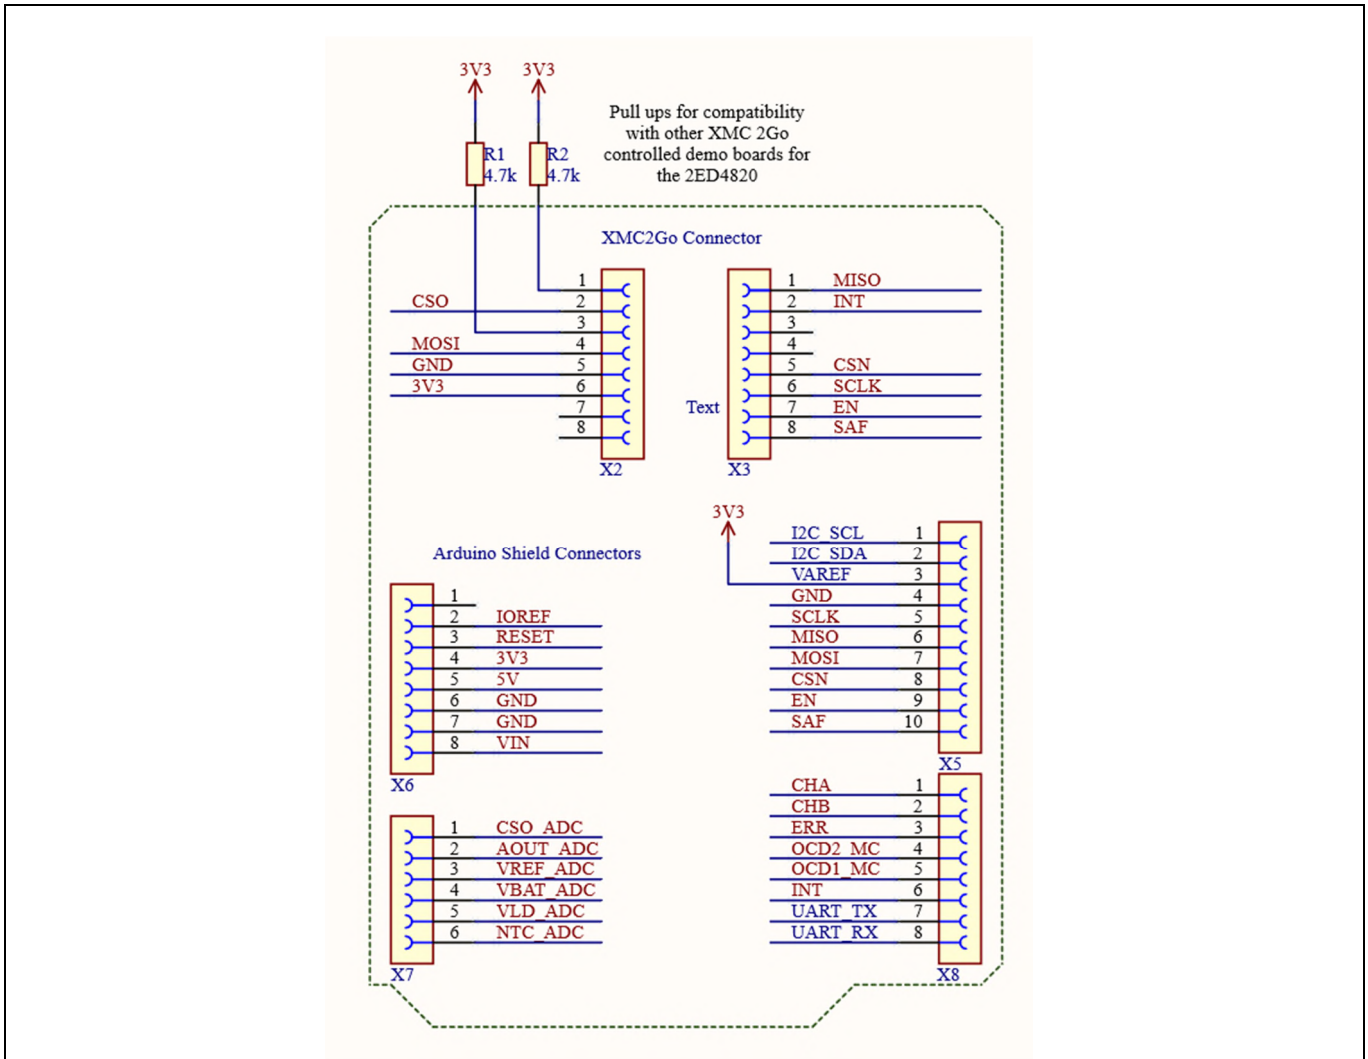 3V3 3V3
Pull ups for compatibility
with other XMC 2Go
controlled demo boards for
the 2ED4820
R1 R2
4.7k 4.7k
XMC2Go Connector
1
CSO 2
3
MOSI 4
GND 5
3V3 6
7
8
X2
1 MISO
2 INT
3
4
5 CSN
6 SCLK
7 EN
8 SAF
Text
X3
Arduino Shield Connectors
3V3
I2C_SCL 1
I2C_SDA 2
VAREF 3
GND 4
SCLK 5
MISO 6
MOSI 7
CSN 8
EN 9
SAF 10
X5
1
2 IOREF
3 RESET
4 3V3
5 5V
6 GND
7 GND
8 VIN
X6
1 CSO_ADC
2 AOUT_ADC
3 VREF_ADC
4 VBAT_ADC
5 VLD_ADC
6 NTC_ADC
X7
CHA 1
CHB 2
ERR 3
OCD2_MC 4
OCD1_MC 5
INT 6
UART_TX 7
UART_RX 8
X8